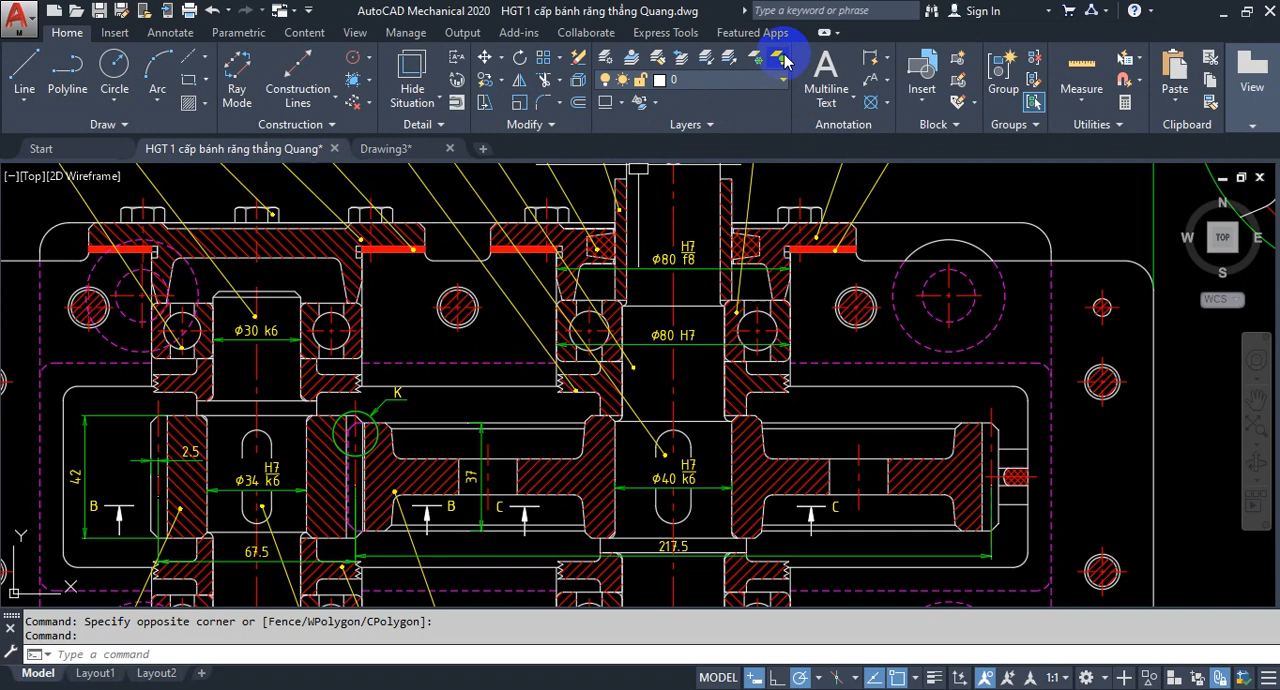 AutoCAD Mechanical 2020 HGT 1 cấp bánh răng thẳng Quang.dwg
Type a keyword or phrase
Sign In
M
Home Insert Annotate Parametric Content View Manage Output Add-ins Collaborate Express Tools Featured Apps
Line
Polyline
Circle
Arc
Ray Mode
Construction Lines
Hide Situation
0
Multiline Text
Insert
Group
Measure
Paste
View
Draw
Construction
Detail
Modify
Layers
Annotation
Block
Groups
Utilities
Clipboard
Start
HGT 1 cấp bánh răng thẳng Quang*
Drawing3*
[−][Top][2D Wireframe]
N
W TOP E
S
WCS
ϕ80 H7
f8
ϕ30 k6
ϕ80 H7
K
42
2.5
ϕ34 H7
k6
37
ϕ40 H7
k6
B
B
C
C
67.5
217.5
Y
X
Command: Specify opposite corner or [Fence/WPolygon/CPolygon]:
Command:
Type a command
Model Layout1 Layout2
MODEL
1:1